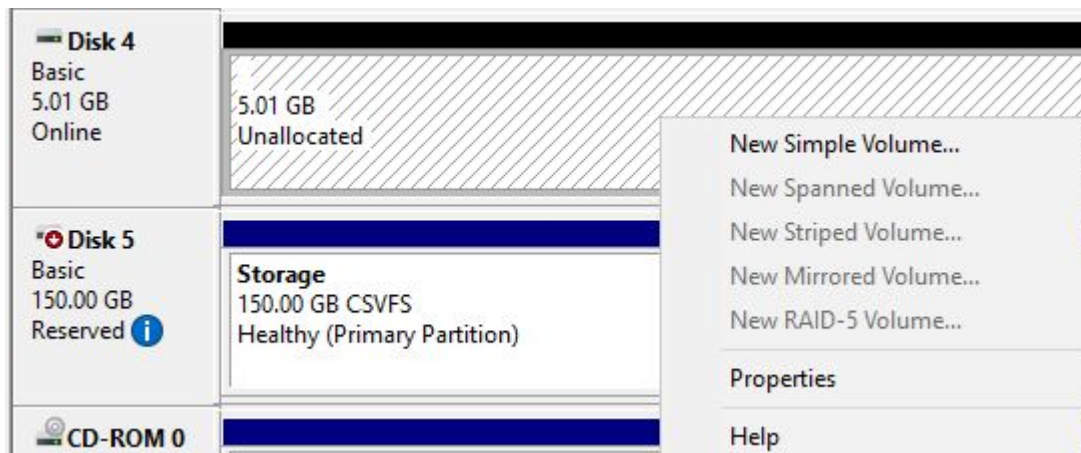 Disk 4
Basic
5.01 GB
Online
5.01 GB
Unallocated
New Simple Volume...
New Spanned Volume...
New Striped Volume...
New Mirrored Volume...
New RAID-5 Volume...
Properties
Help
Disk 5
Basic
150.00 GB
Reserved
Storage
150.00 GB CSVFS
Healthy (Primary Partition)
CD-ROM 0